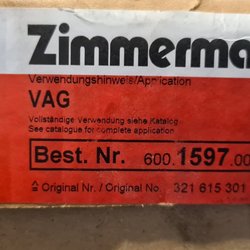 Zimmerma
Verwendungshinweis/Application
VAG
Vollständige Verwendung siehe Katalog
See catalogue for complete application
Best. Nr. 600.1597.00
Original Nr. / Original No. 321 615 301